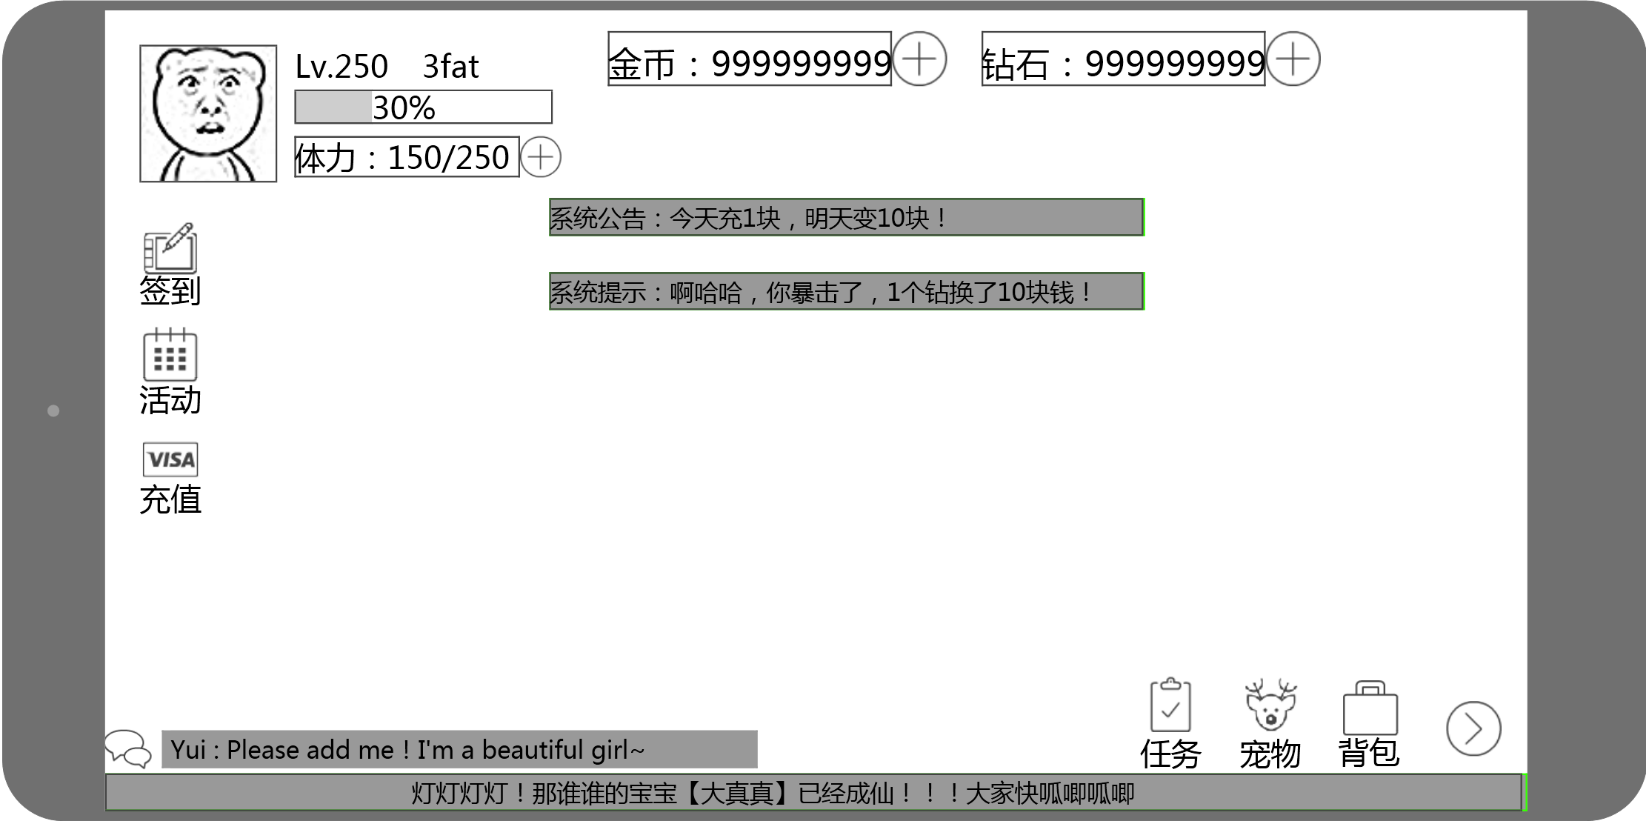 Lv.250 3fat
金币：999999999
钻石：999999999
30%
体力：150/250
系统公告：今天充1块，明天变10块！
系统提示：啊哈哈，你暴击了，1个钻换了10块钱！
签到
活动
VISA
充值
任务
宠物
背包
Yui : Please add me ! I'm a beautiful girl~
灯灯灯灯！那谁谁的宝宝【大真真】已经成仙！！！大家快呱唧呱唧